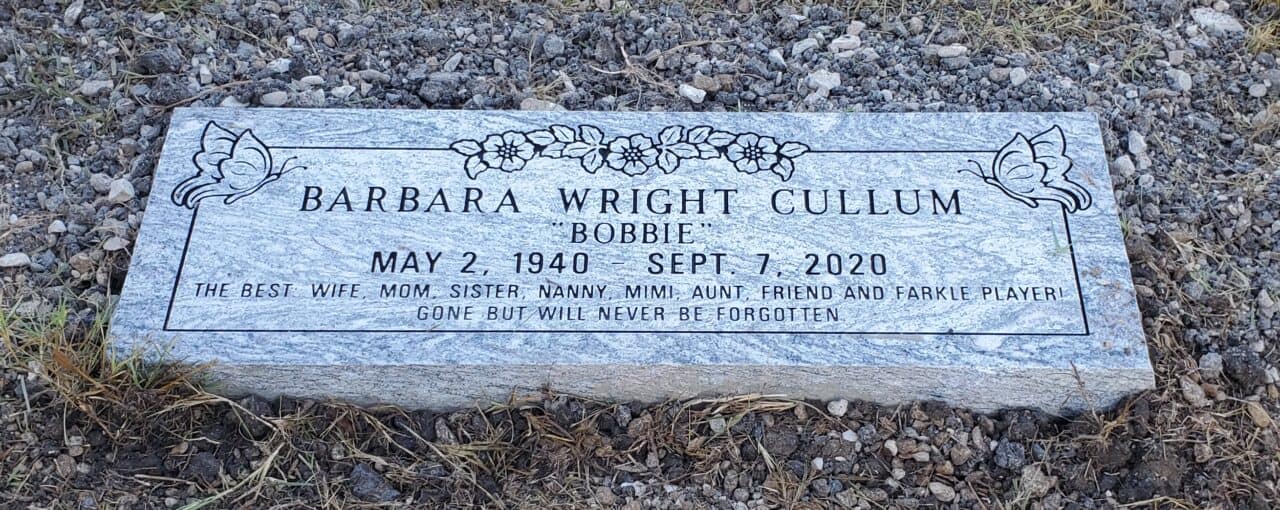 BARBARA WRIGHT CULLUM
"BOBBIE"
MAY 2, 1940 - SEPT. 7, 2020
THE BEST WIFE, MOM, SISTER, NANNY, MIMI, AUNT, FRIEND AND FARKLE PLAYER!
GONE BUT WILL NEVER BE FORGOTTEN.